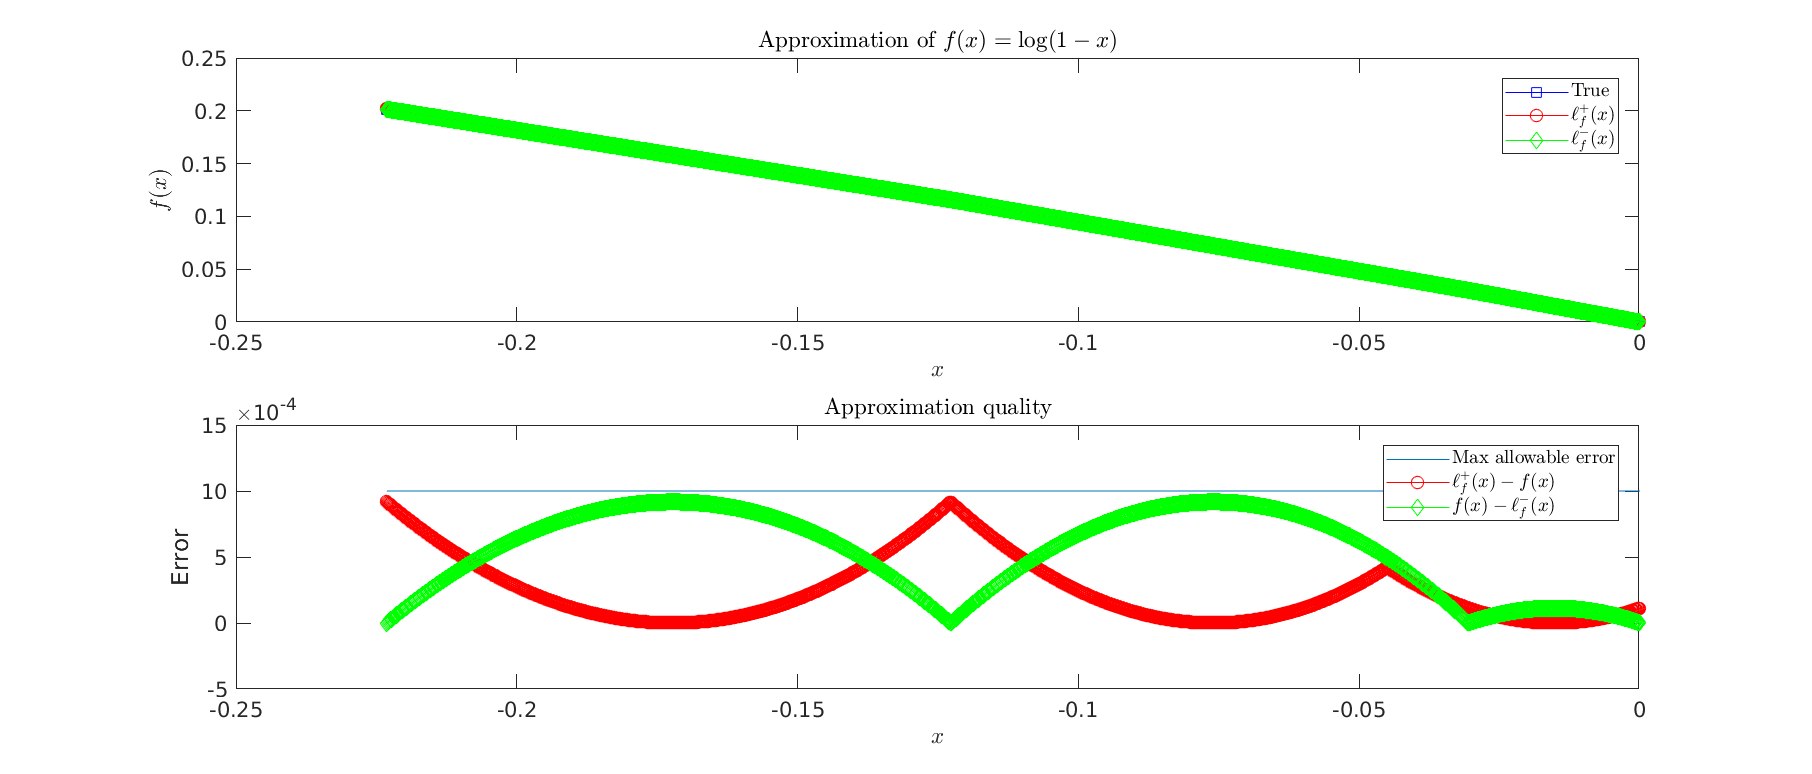 Approximation of f(x) = log(1 − x)
0.25
0.2
0.15
0.1
0.05
0
f(x)
-0.25 -0.2 -0.15 -0.1 -0.05 0
x
True
ℓ_f^+(x)
ℓ_f^−(x)
Approximation quality
×10^-4
15
10
5
0
-5
Error
-0.25 -0.2 -0.15 -0.1 -0.05 0
x
Max allowable error
ℓ_f^+(x) − f(x)
f(x) − ℓ_f^−(x)